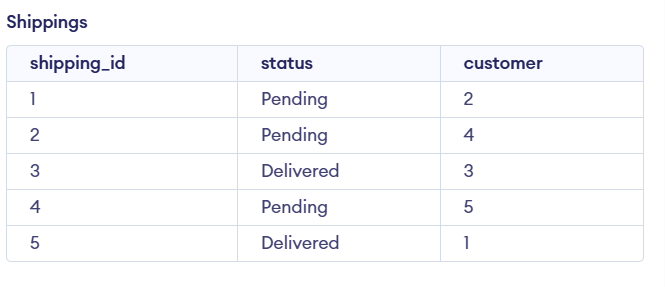 Shippings
shipping_id status customer
1 Pending 2
2 Pending 4
3 Delivered 3
4 Pending 5
5 Delivered 1